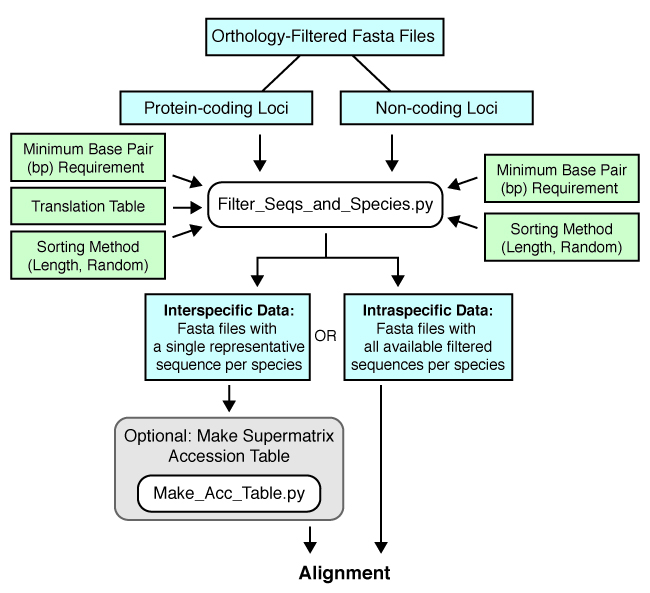 Orthology-Filtered Fasta Files
Protein-coding Loci
Non-coding Loci
Minimum Base Pair
(bp) Requirement
Translation Table
Sorting Method
(Length, Random)
Filter_Seqs_and_Species.py
Minimum Base Pair
(bp) Requirement
Sorting Method
(Length, Random)
Interspecific Data:
Fasta files with
a single representative
sequence per species
OR
Intraspecific Data:
Fasta files with
all available filtered
sequences per species
Optional: Make Supermatrix
Accession Table
Make_Acc_Table.py
Alignment